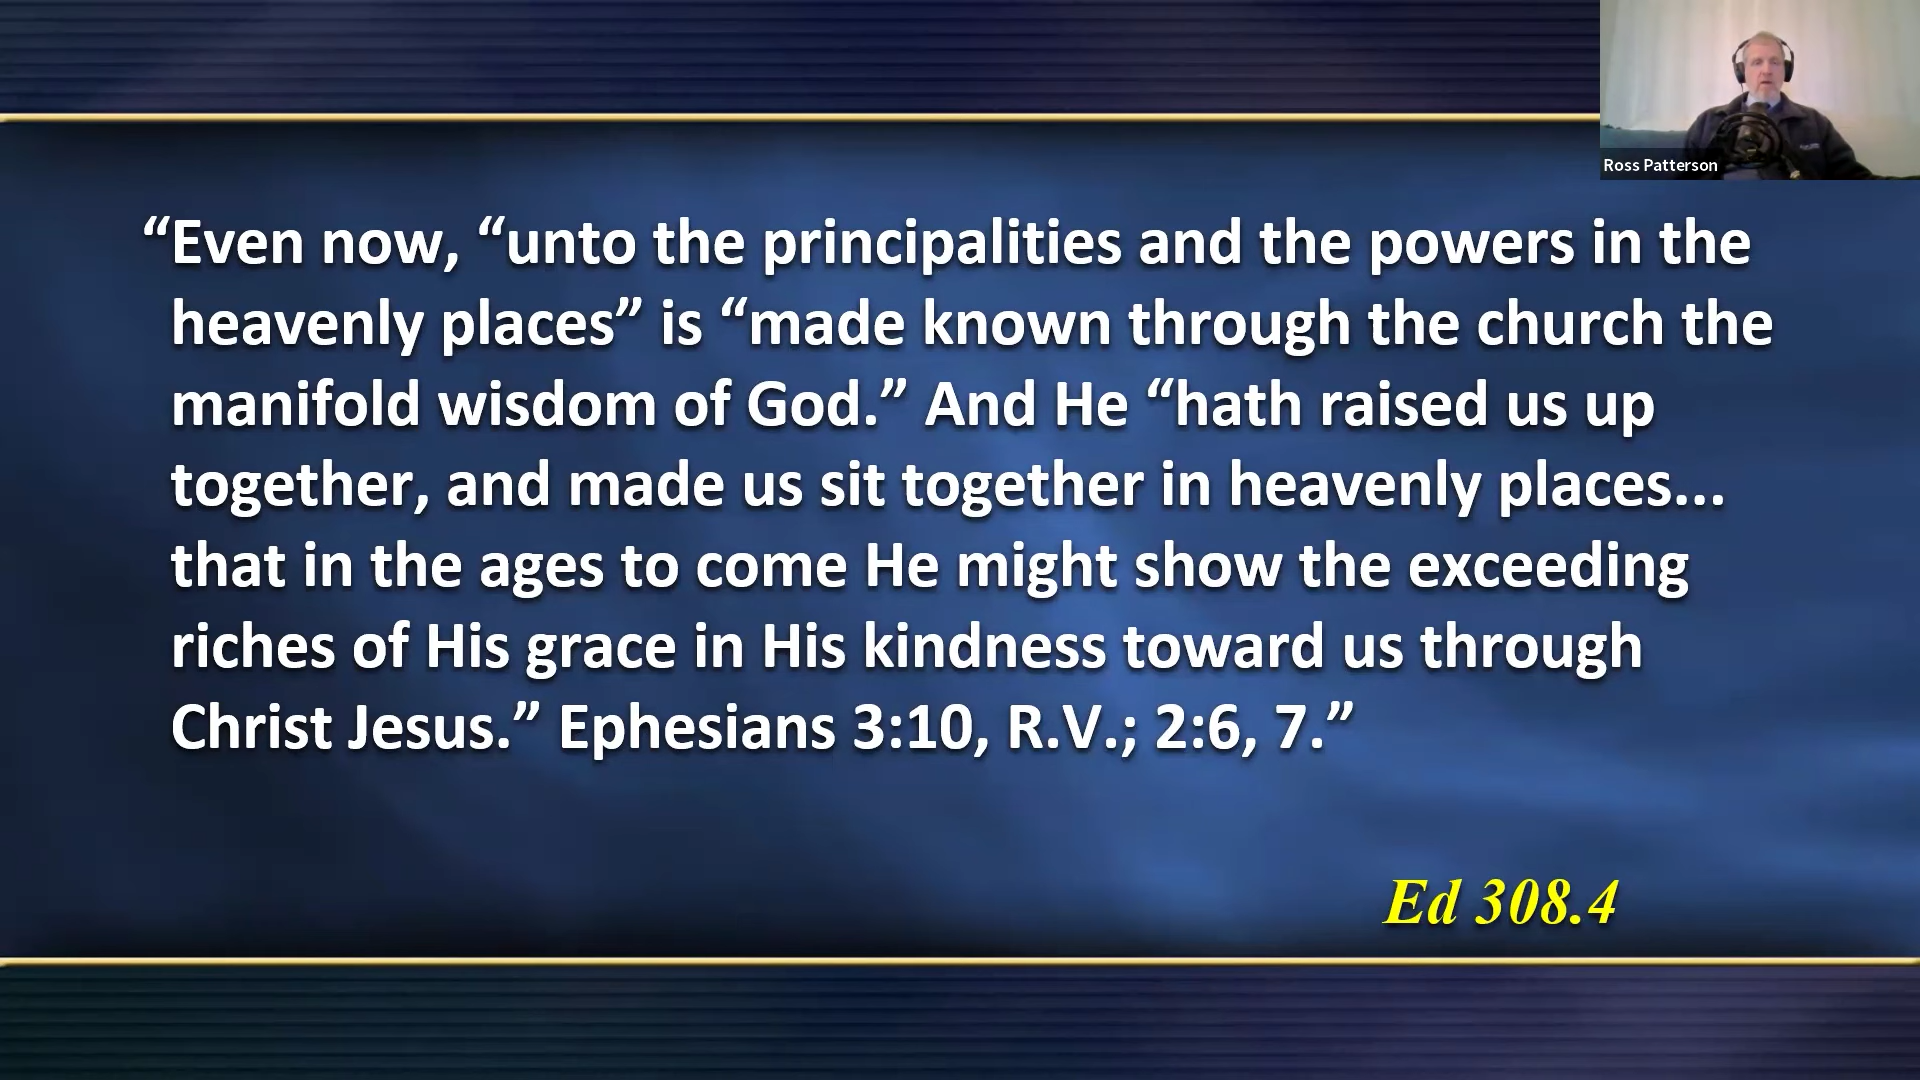 Ross Patterson
“Even now, “unto the principalities and the powers in the
heavenly places” is “made known through the church the
manifold wisdom of God.” And He “hath raised us up
together, and made us sit together in heavenly places...
that in the ages to come He might show the exceeding
riches of His grace in His kindness toward us through
Christ Jesus.” Ephesians 3:10, R.V.; 2:6, 7.”
Ed 308.4